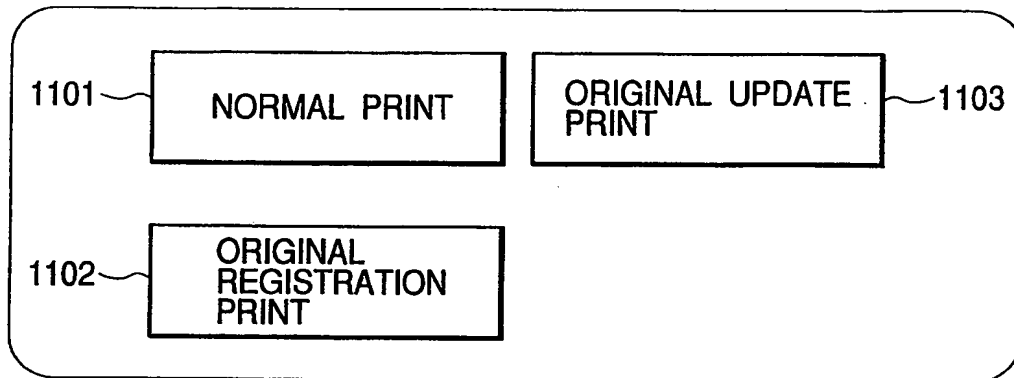 1101
NORMAL PRINT
ORIGINAL UPDATE
PRINT
1103
1102
ORIGINAL
REGISTRATION
PRINT